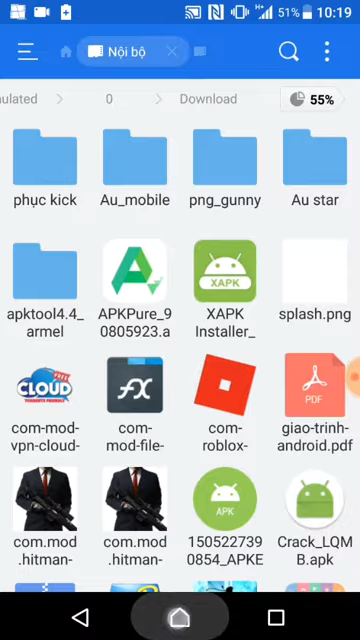 51% 10:19
Nội bộ
ulated 0 Download 55%
phục kick Au_mobile png_gunny Au star
apktool4.4_
armel
APKPure_9
0805923.a
XAPK
XAPK
Installer_
splash.png
FREE
CLOUD
com-mod-
vpn-cloud-
com-
mod-file-
com-
roblox-
PDF
giao-trinh-
android.pdf
com.mod
.hitman-
com.mod
.hitman-
APK
150522739
0854_APKE
Crack_LQM
B.apk